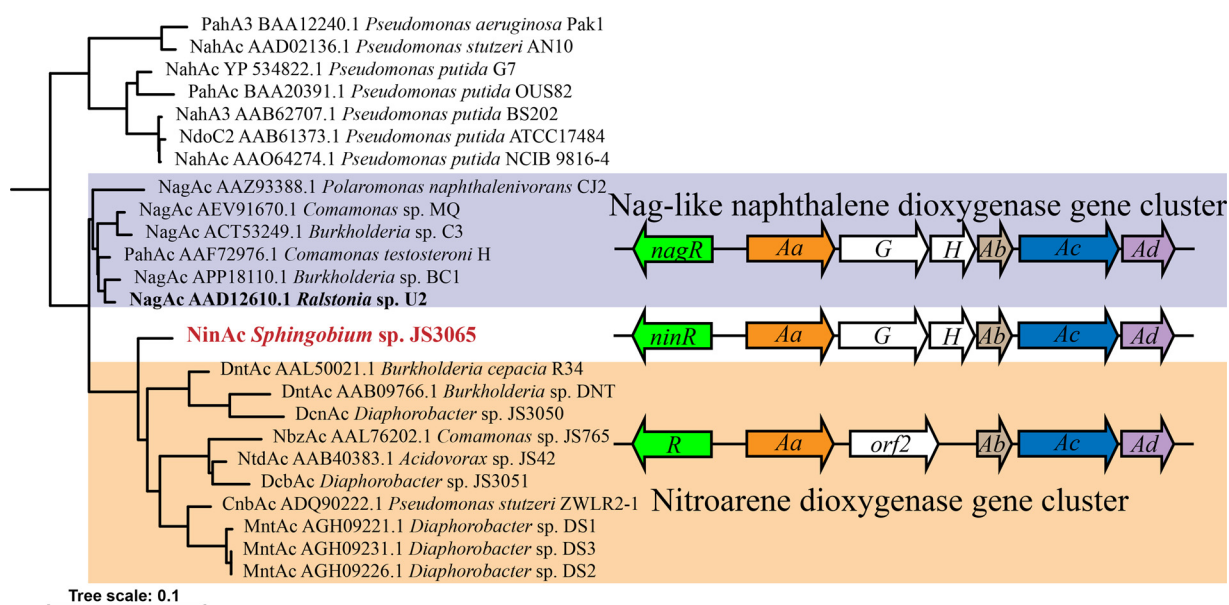 PahA3 BAA12240.1 Pseudomonas aeruginosa Pak1
NahAc AAD02136.1 Pseudomonas stutzeri AN10
NahAc YP 534822.1 Pseudomonas putida G7
PahAc BAA20391.1 Pseudomonas putida OUS82
NahA3 AAB62707.1 Pseudomonas putida BS202
NdoC2 AAB61373.1 Pseudomonas putida ATCC17484
NahAc AAO64274.1 Pseudomonas putida NCIB 9816-4
NagAc AAZ93388.1 Polaromonas naphthalenivorans CJ2
NagAc AEV91670.1 Comamonas sp. MQ
NagAc ACT53249.1 Burkholderia sp. C3
PahAc AAF72976.1 Comamonas testosteroni H
NagAc APP18110.1 Burkholderia sp. BC1
NagAc AAD12610.1 Ralstonia sp. U2
Nag-like naphthalene dioxygenase gene cluster
nagR Aa G H Ab Ac Ad
NinAc Sphingobium sp. JS3065
ninR Aa G H Ab Ac Ad
DntAc AAL50021.1 Burkholderia cepacia R34
DntAc AAB09766.1 Burkholderia sp. DNT
DcnAc Diaphorobacter sp. JS3050
NbzAc AAL76202.1 Comamonas sp. JS765
NtdAc AAB40383.1 Acidovorax sp. JS42
DcbAc Diaphorobacter sp. JS3051
CnbAc ADQ90222.1 Pseudomonas stutzeri ZWLR2-1
MntAc AGH09221.1 Diaphorobacter sp. DS1
MntAc AGH09231.1 Diaphorobacter sp. DS3
MntAc AGH09226.1 Diaphorobacter sp. DS2
R Aa orf2 Ab Ac Ad
Nitroarene dioxygenase gene cluster
Tree scale: 0.1